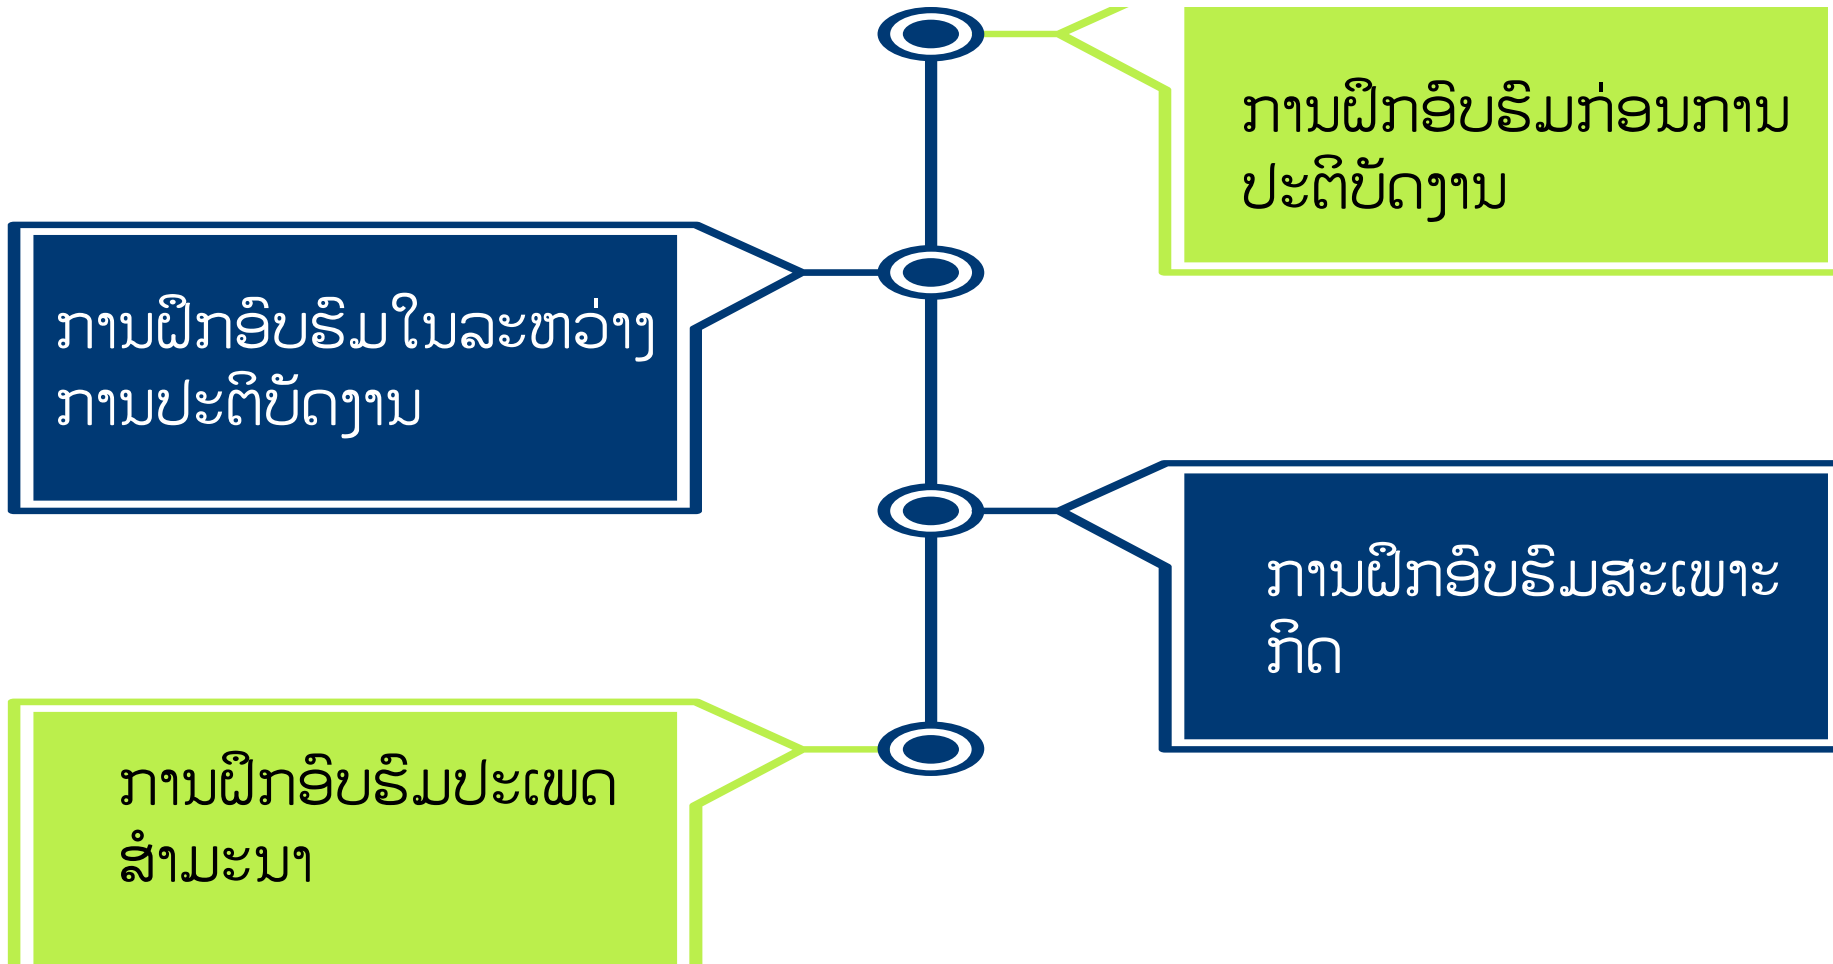 ການຝຶກອົບຮົມກ່ອນການ
ປະຕິບັດງານ
ການຝຶກອົບຮົມໃນລະຫວ່າງ
ການປະຕິບັດງານ
ການຝຶກອົບຮົມສະເພາະ
ກິດ
ການຝຶກອົບຮົມປະເພດ
ສຳມະນາ